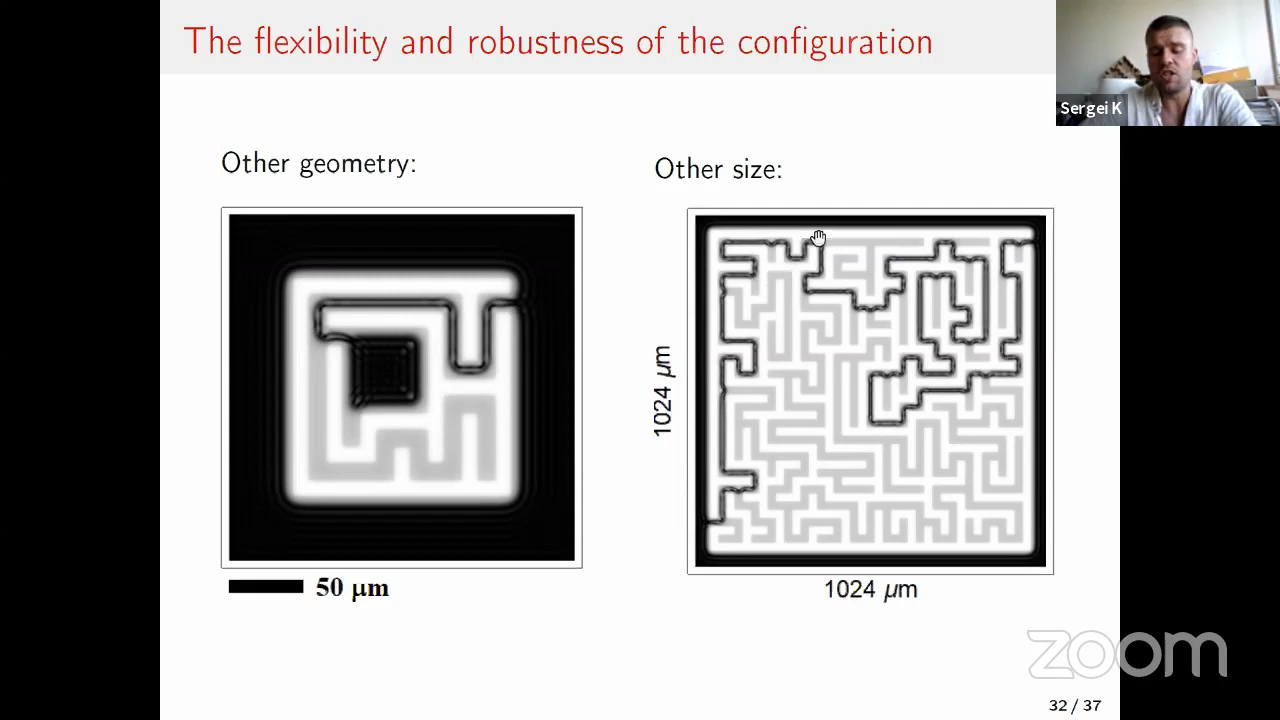 The flexibility and robustness of the configuration
Sergei K
Other geometry:
Other size:
1024 µm
50 µm
1024 µm
zoom
32 / 37